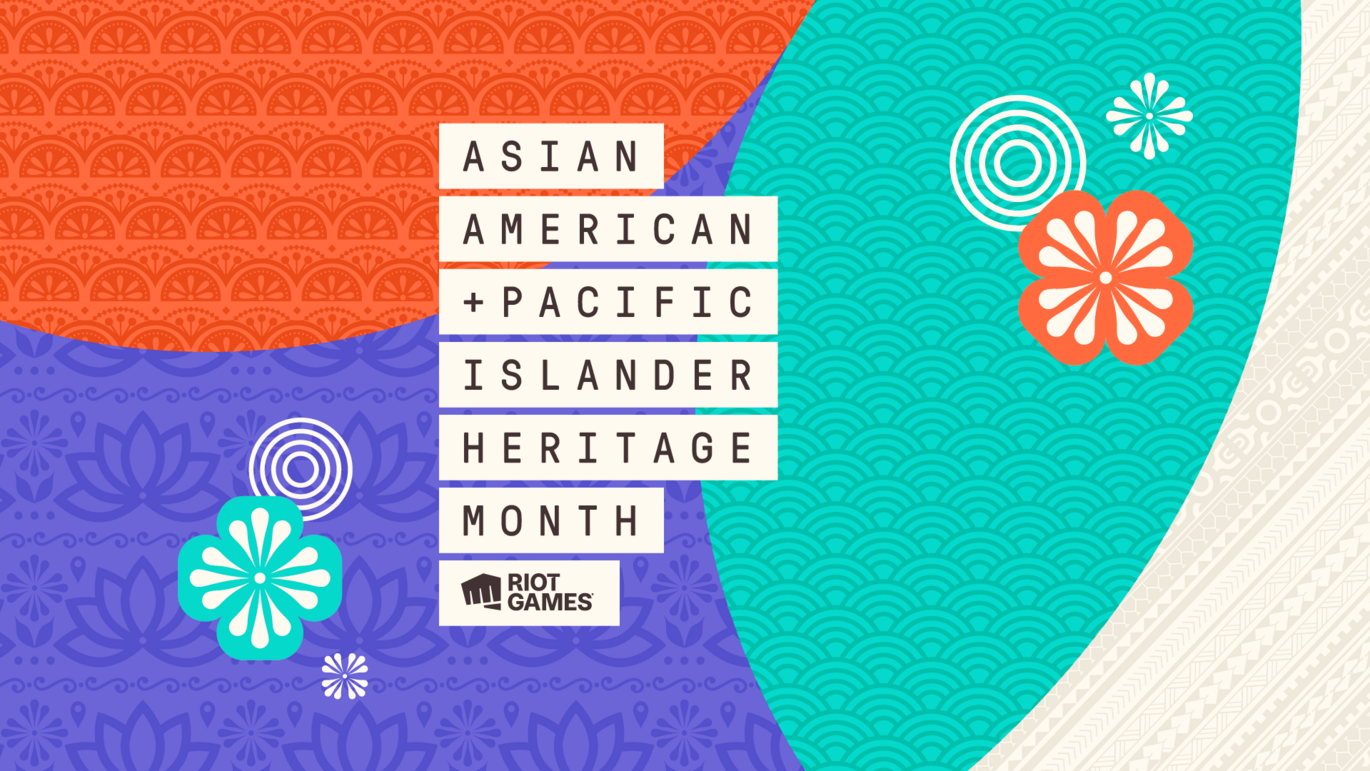 ASIAN
AMERICAN
+PACIFIC
ISLANDER
HERITAGE
MONTH
RIOT
GAMES